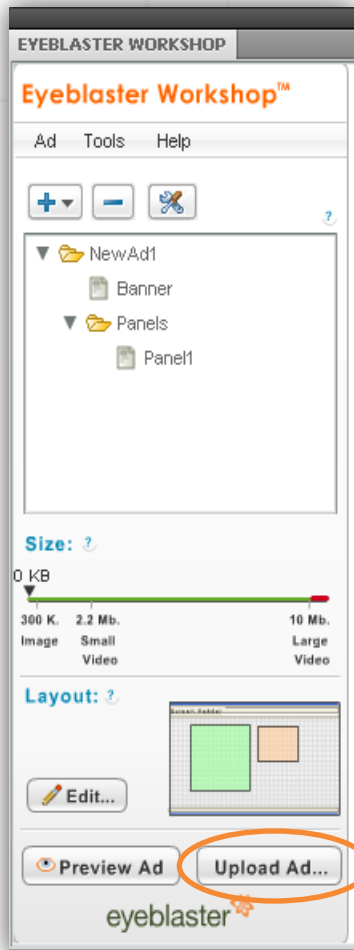 EYEBLASTER WORKSHOP
Eyeblaster Workshop™
Ad Tools Help
?
NewAd1
Banner
Panels
Panel1
Size: ?
0 KB
300 K. 2.2 Mb. 10 Mb.
Image Small Large
Video Video
Layout: ?
Edit...
Preview Ad Upload Ad...
eyeblaster